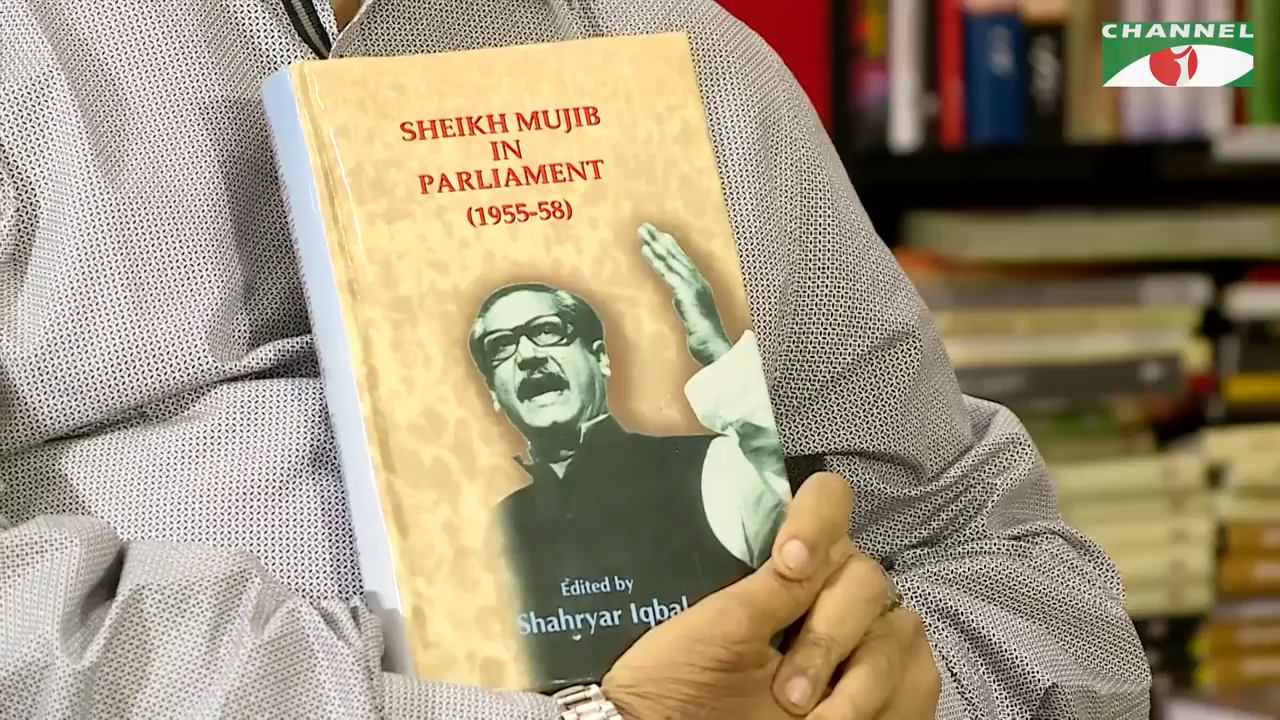 CHANNEL
SHEIKH MUJIB
IN
PARLIAMENT
(1955-58)
Edited by
Shahryar Iqbal